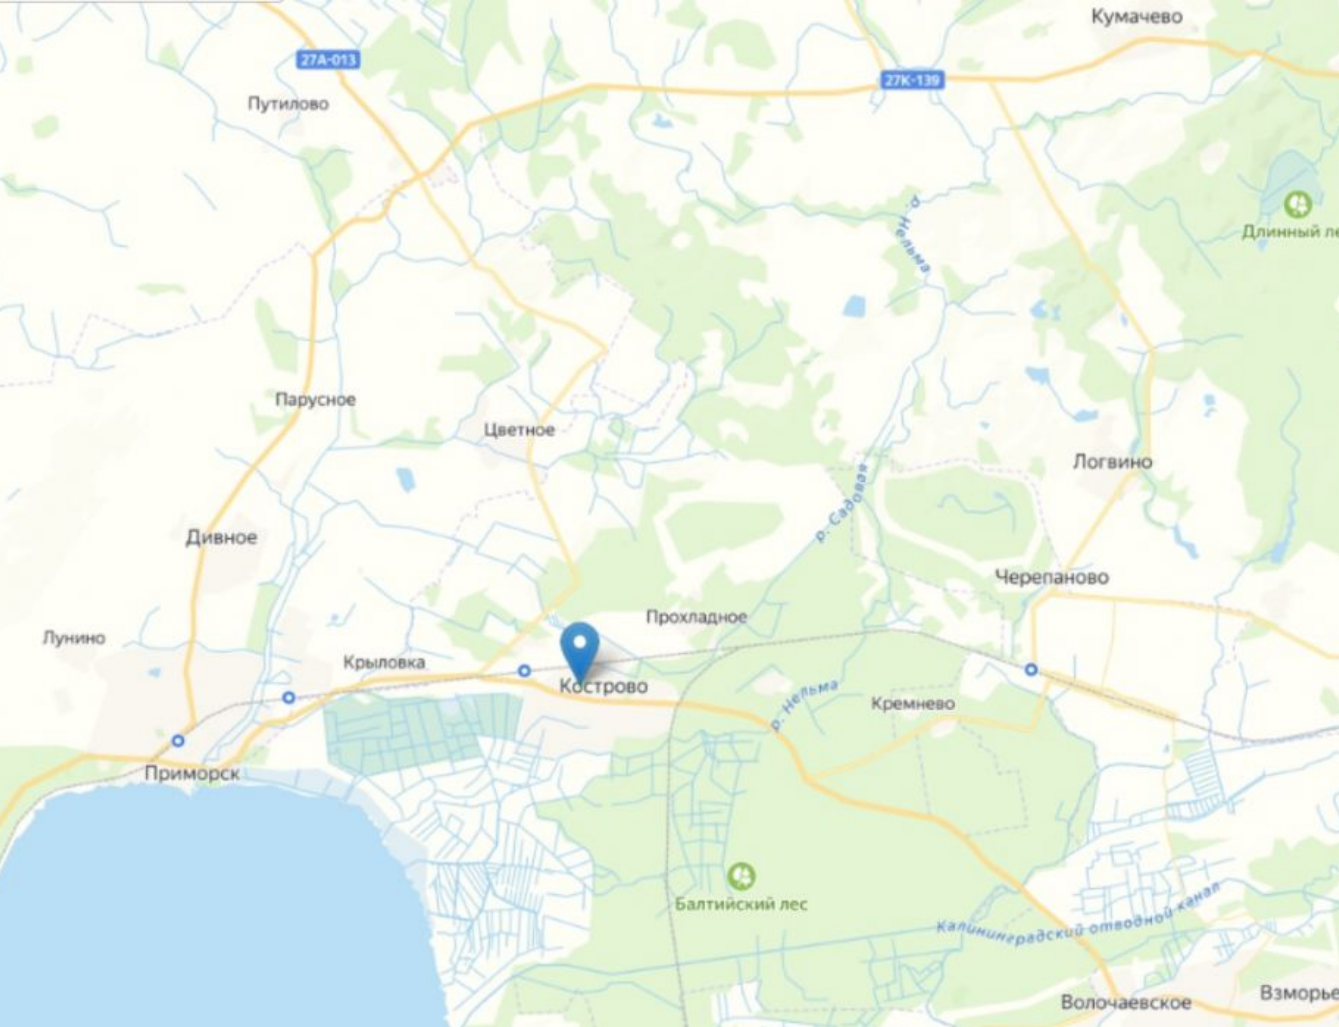 Кумачево
27А-013
27К-139
Путилово
р. Нельма
Длинный ле
Парусное
Цветное
Логвино
р. Садовая
Дивное
Черепаново
Прохладное
Лунино
Крыловка
Кострово
р. Нельма
Кремнево
Приморск
Балтийский лес
Калининградский отводной канал
Волочаевское
Взморье